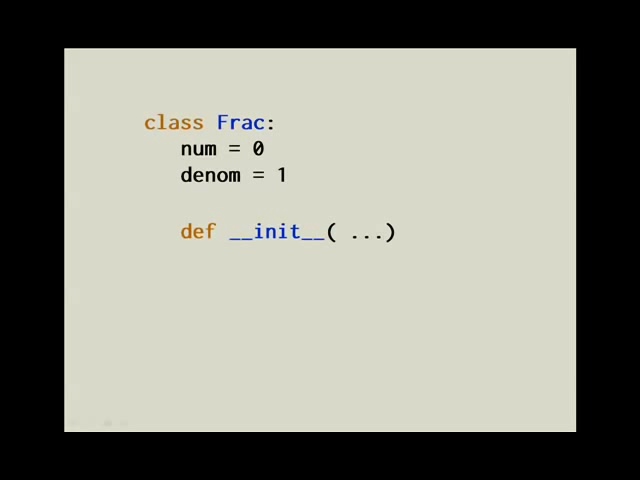 class Frac:
num = 0
denom = 1
def __init__( ...)